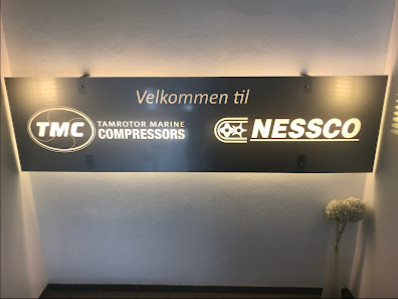 Velkommen til
TMC TAMROTOR MARINE
COMPRESSORS
NESSCO